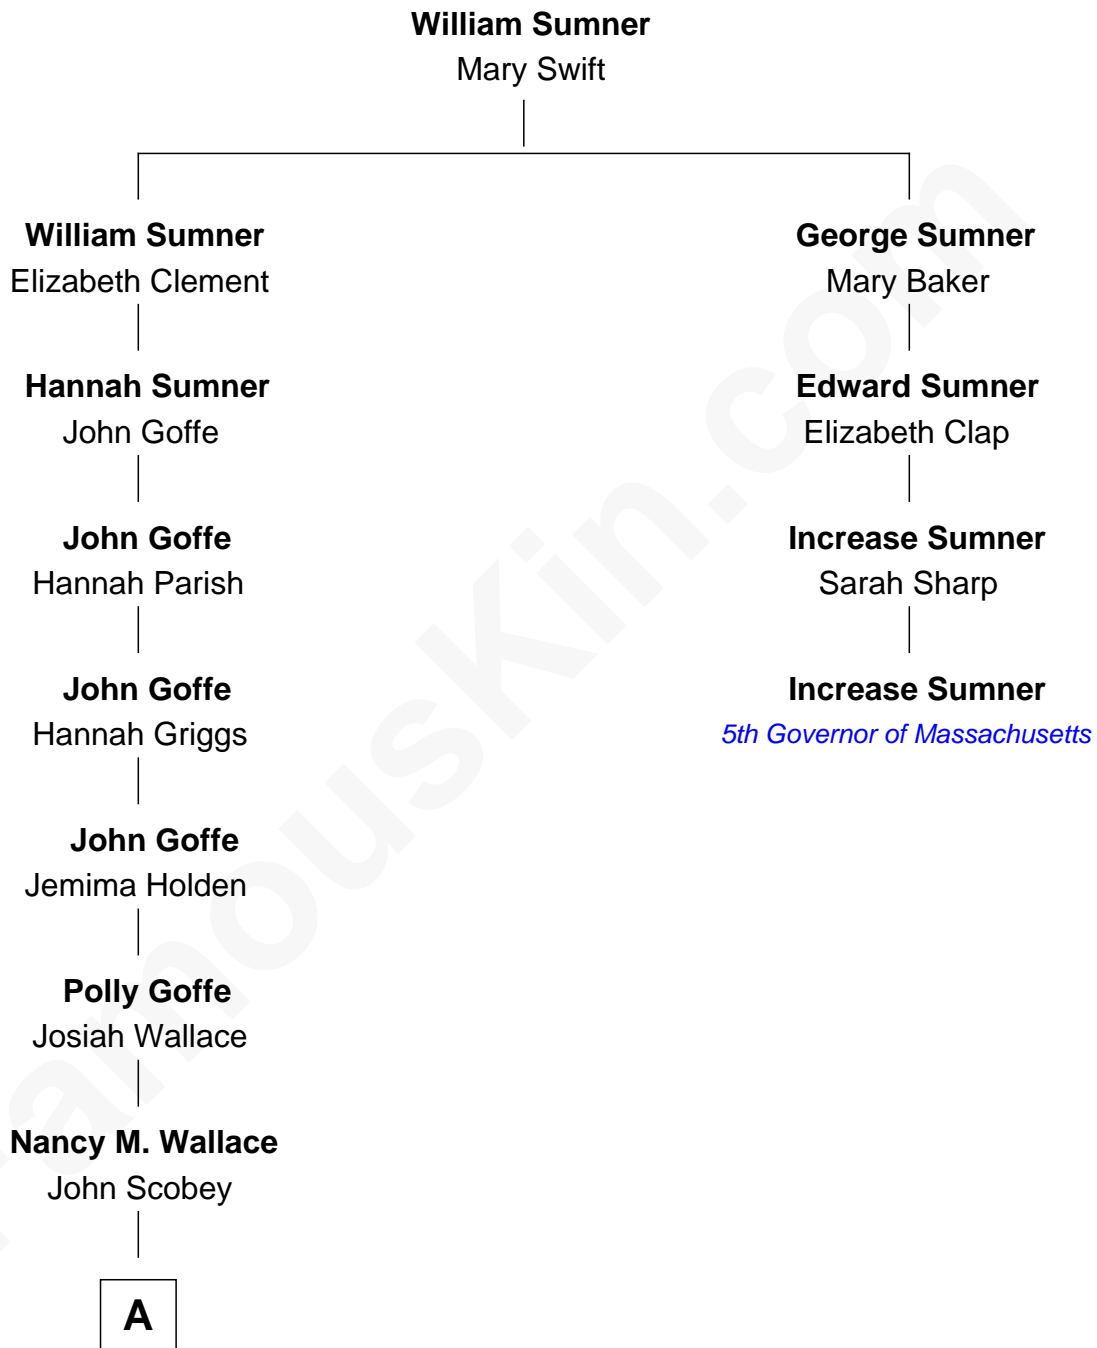 William Sumner
Mary Swift
William Sumner
Elizabeth Clement
George Sumner
Mary Baker
Hannah Sumner
John Goffe
Edward Sumner
Elizabeth Clap
John Goffe
Hannah Parish
Increase Sumner
Sarah Sharp
John Goffe
Hannah Griggs
Increase Sumner
5th Governor of Massachusetts
John Goffe
Jemima Holden
Polly Goffe
Josiah Wallace
Nancy M. Wallace
John Scobey
A
FamousKin.com